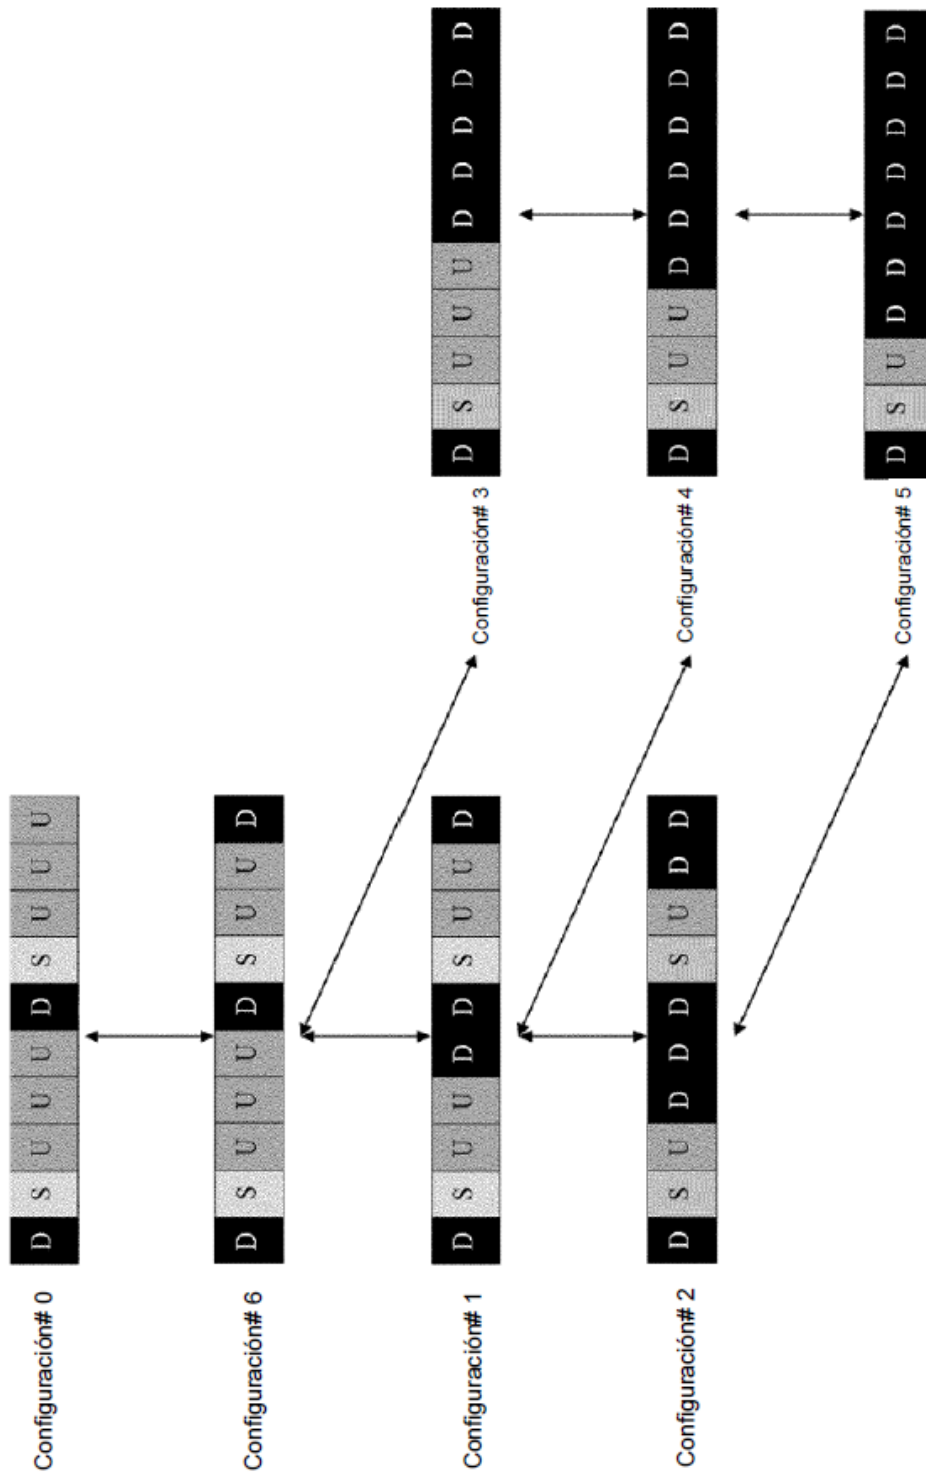 Configuración# 0
D S U U U D S U U U
Configuración# 6
D S U U U D S U U D
Configuración# 1
D S U U D D S U U D
Configuración# 2
D S U D D D S U D D
Configuración# 3
D S U U U D D D D D
Configuración# 4
D S U U D D D D D D
Configuración# 5
D S U D D D D D D D